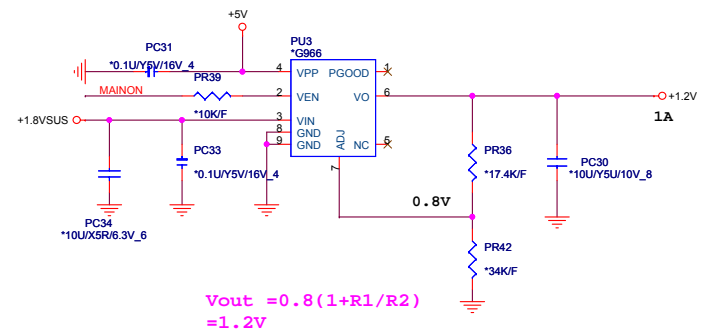 +5V
PC31
*0.1U/Y5V/16V_4
PU3
*G966
4 VPP PGOOD 1
PR39
MAINON
2 VEN VO 6
+1.2V
*10K/F
1A
+1.8VSUS
3 VIN
8 GND
9 GND ADJ NC 5
7
PC33
*0.1U/Y5V/16V_4
PR36
*17.4K/F
PC30
*10U/Y5U/10V_8
0.8V
PC34
*10U/X5R/6.3V_6
PR42
*34K/F
Vout =0.8(1+R1/R2)
=1.2V